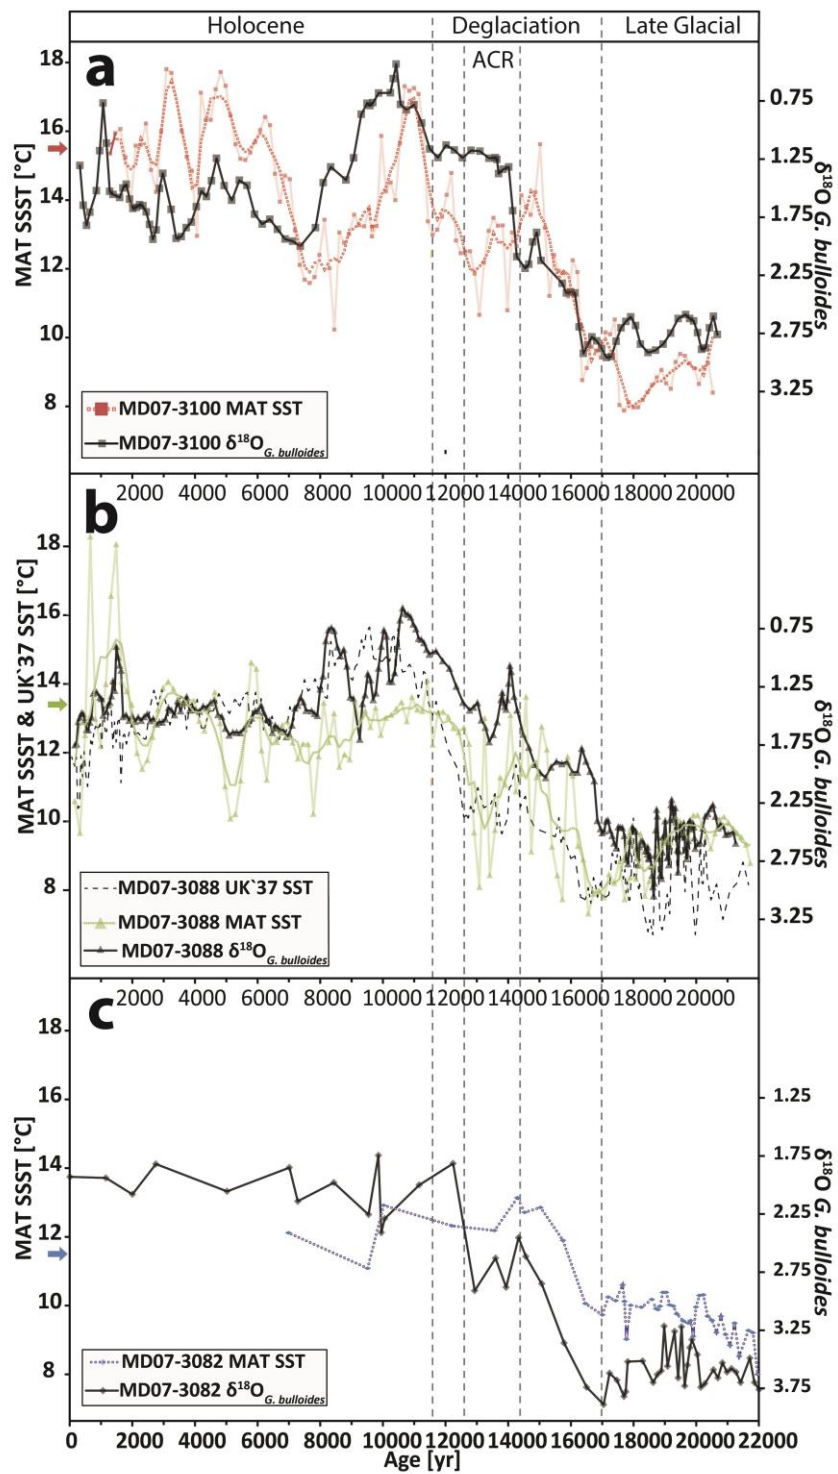 Holocene Deglaciation Late Glacial
a ACR
18
16
14
12
10
8
MAT SSST [°C]
0.75
1.25
1.75
2.25
2.75
3.25
δ18O G. bulloides
MD07-3100 MAT SST
MD07-3100 δ18O G. bulloides
2000 4000 6000 8000 10000 12000 14000 16000 18000 20000
b
18
16
14
12
10
8
MAT SSST & UK`37 SST [°C]
0.75
1.25
1.75
2.25
2.75
3.25
δ18O G. bulloides
MD07-3088 UK`37 SST
MD07-3088 MAT SST
MD07-3088 δ18O G. bulloides
2000 4000 6000 8000 10000 12000 14000 16000 18000 20000
c
18
16
14
12
10
8
MAT SSST [°C]
1.25
1.75
2.25
2.75
3.25
3.75
δ18O G. bulloides
MD07-3082 MAT SST
MD07-3082 δ18O G. bulloides
0 2000 4000 6000 8000 10000 12000 14000 16000 18000 20000 22000
Age [yr]